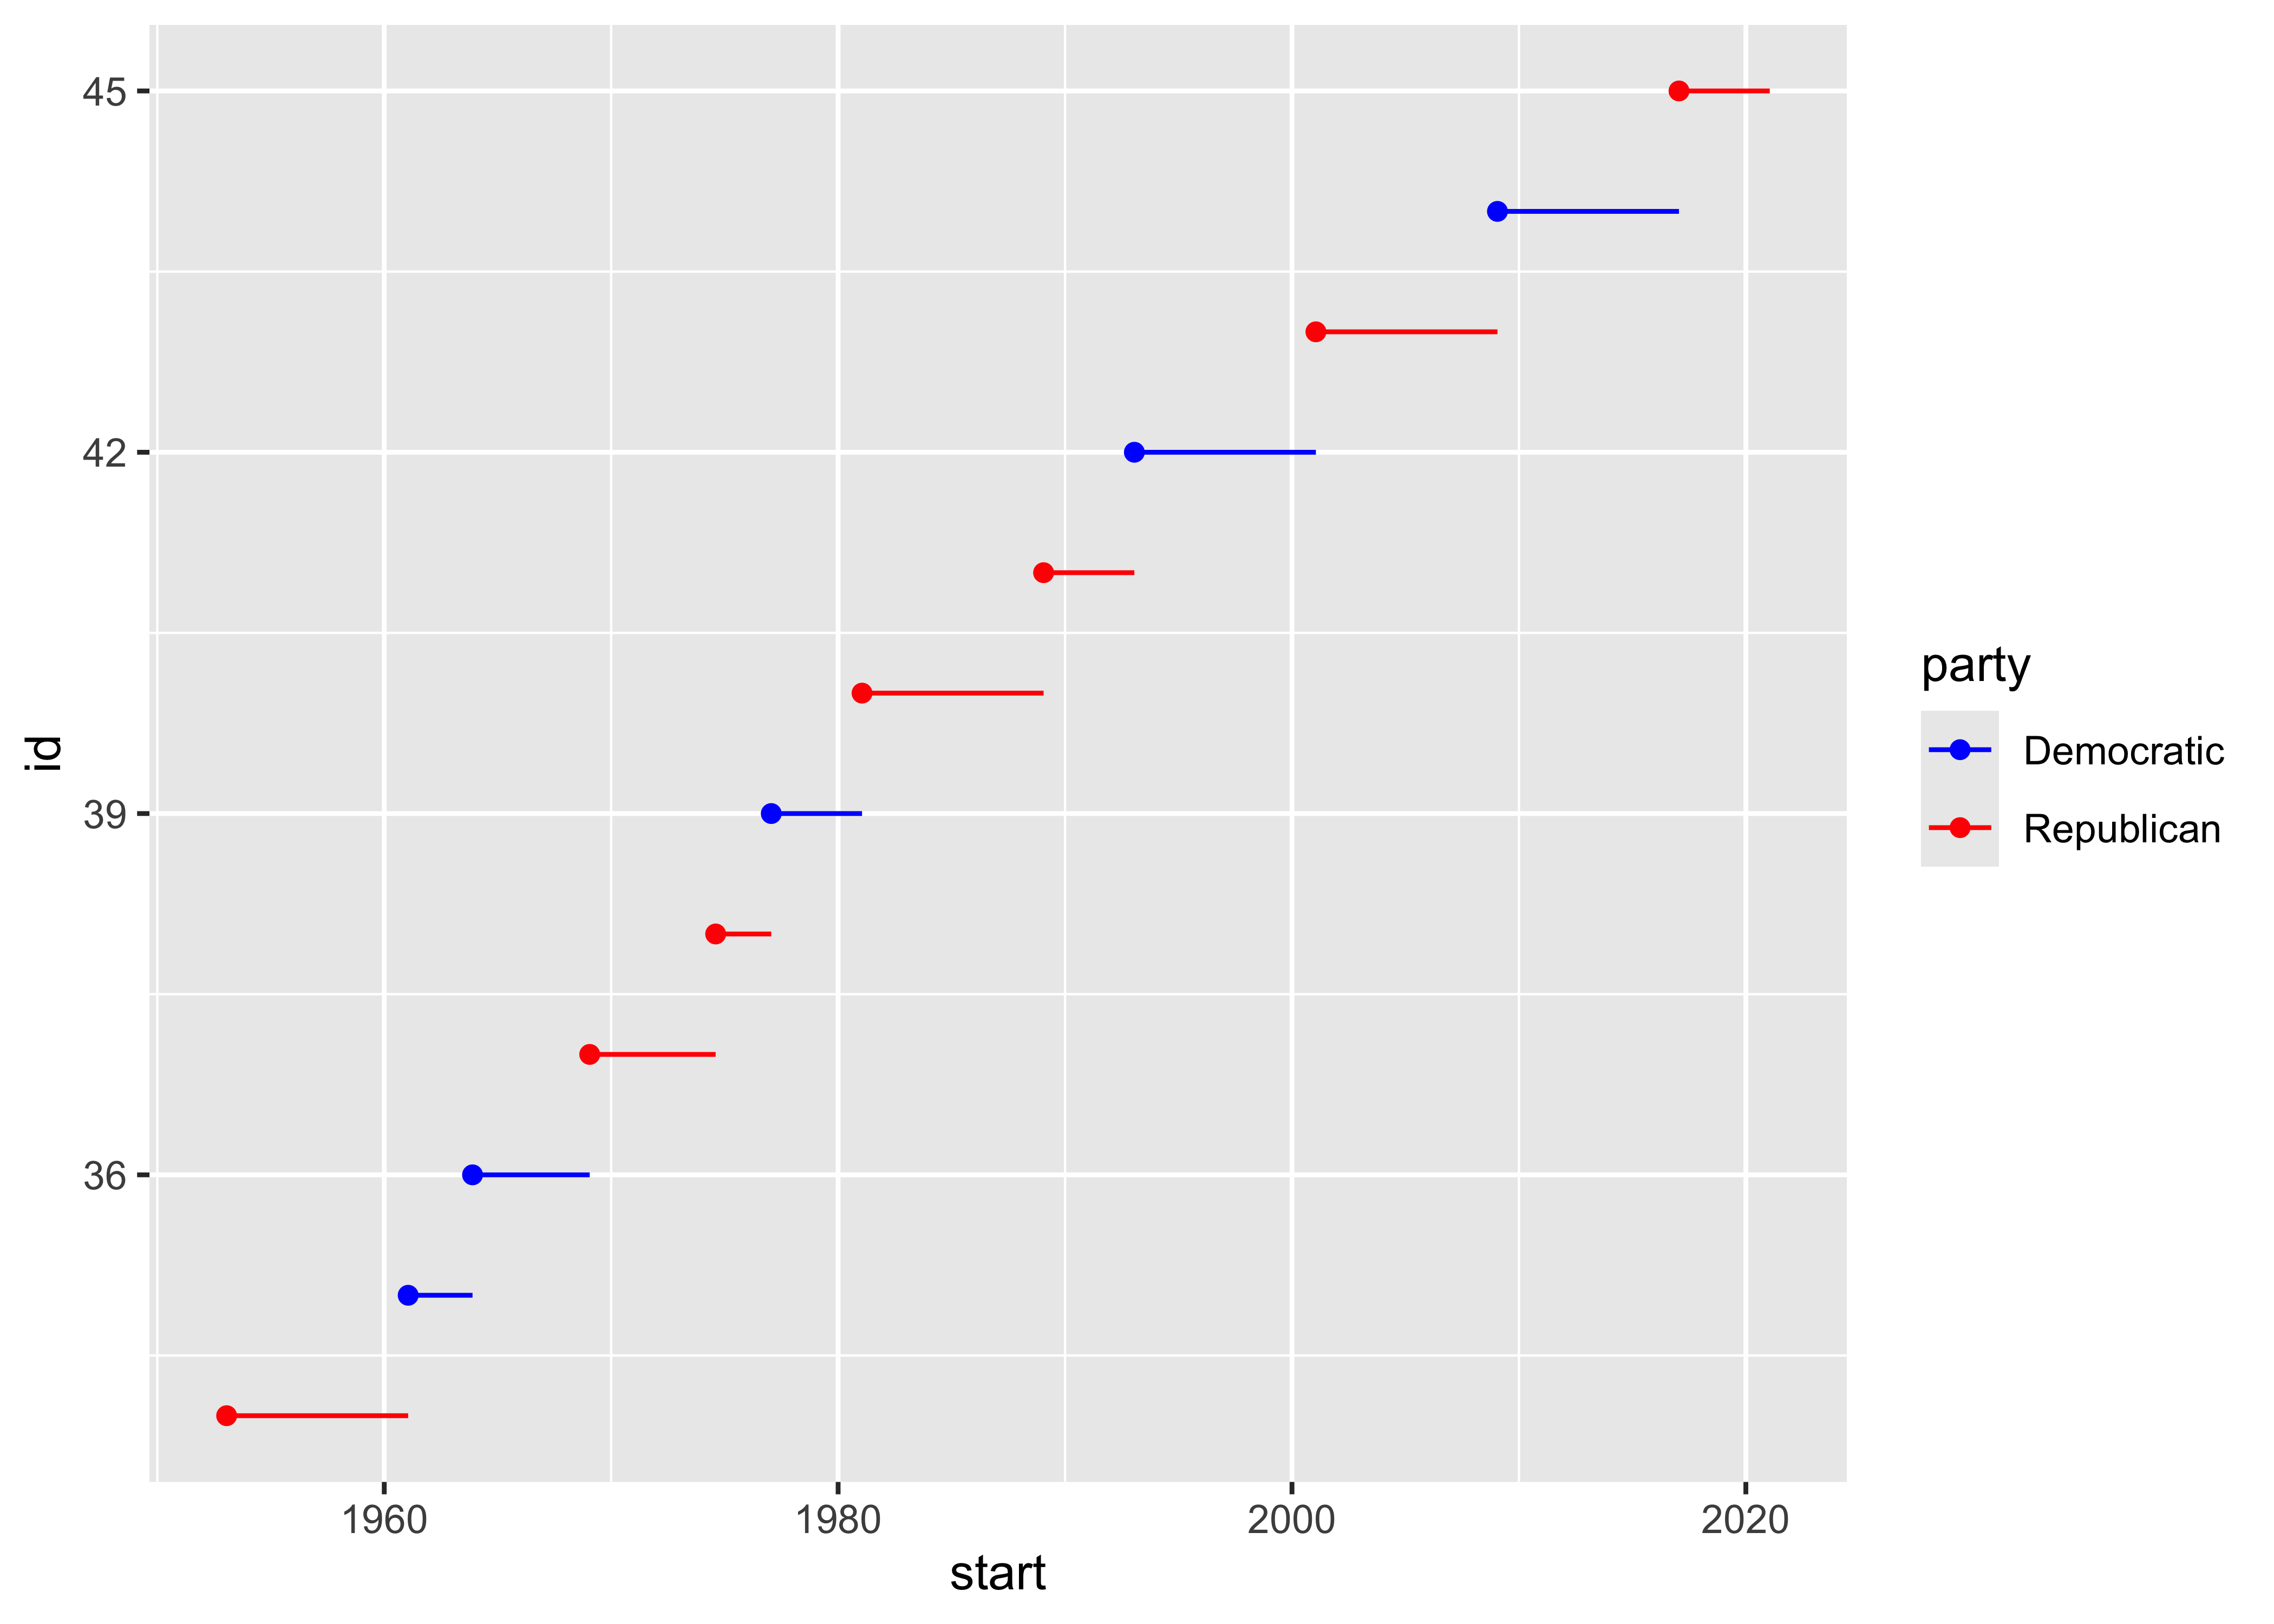 45
42
39
36
id
1960 1980 2000 2020
start
party
Democratic
Republican